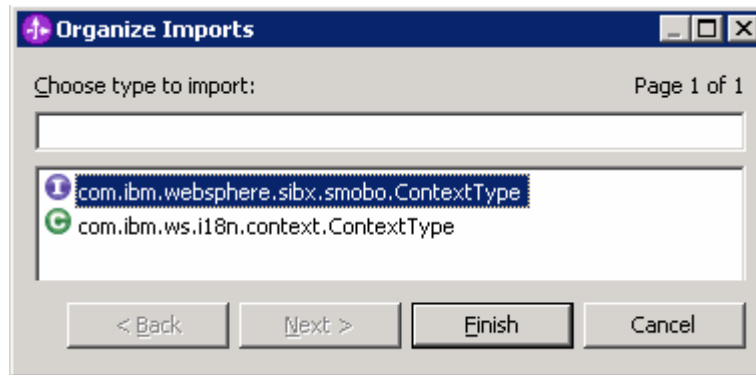 Organize Imports
Choose type to import: Page 1 of 1
I com.ibm.websphere.sibx.smobo.ContextType
C com.ibm.ws.i18n.context.ContextType
< Back Next > Finish Cancel